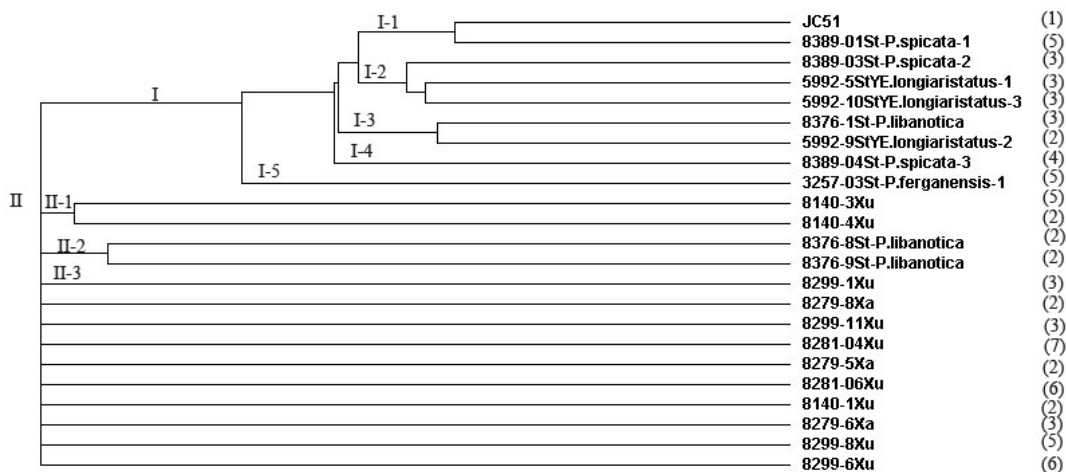 I-1 JC51 (1)
8389-01St-P.spicata-1 (5)
8389-03St-P.spicata-2 (3)
I-2 5992-5StYE.longiaristatus-1 (3)
I 5992-10StYE.longiaristatus-3 (3)
I-3 8376-1St-P.libanotica (3)
5992-9StYE.longiaristatus-2 (2)
I-4 8389-04St-P.spicata-3 (4)
I-5 3257-03St-P.ferganensis-1 (5)
II II-1 8140-3Xu (5)
8140-4Xu (2)
II-2 8376-8St-P.libanotica (2)
8376-9St-P.libanotica (2)
II-3 8299-1Xu (3)
8279-8Xa (2)
8299-11Xu (3)
8281-04Xu (7)
8279-5Xa (2)
8281-06Xu (6)
8140-1Xu (2)
8279-6Xa (3)
8299-8Xu (5)
8299-6Xu (6)